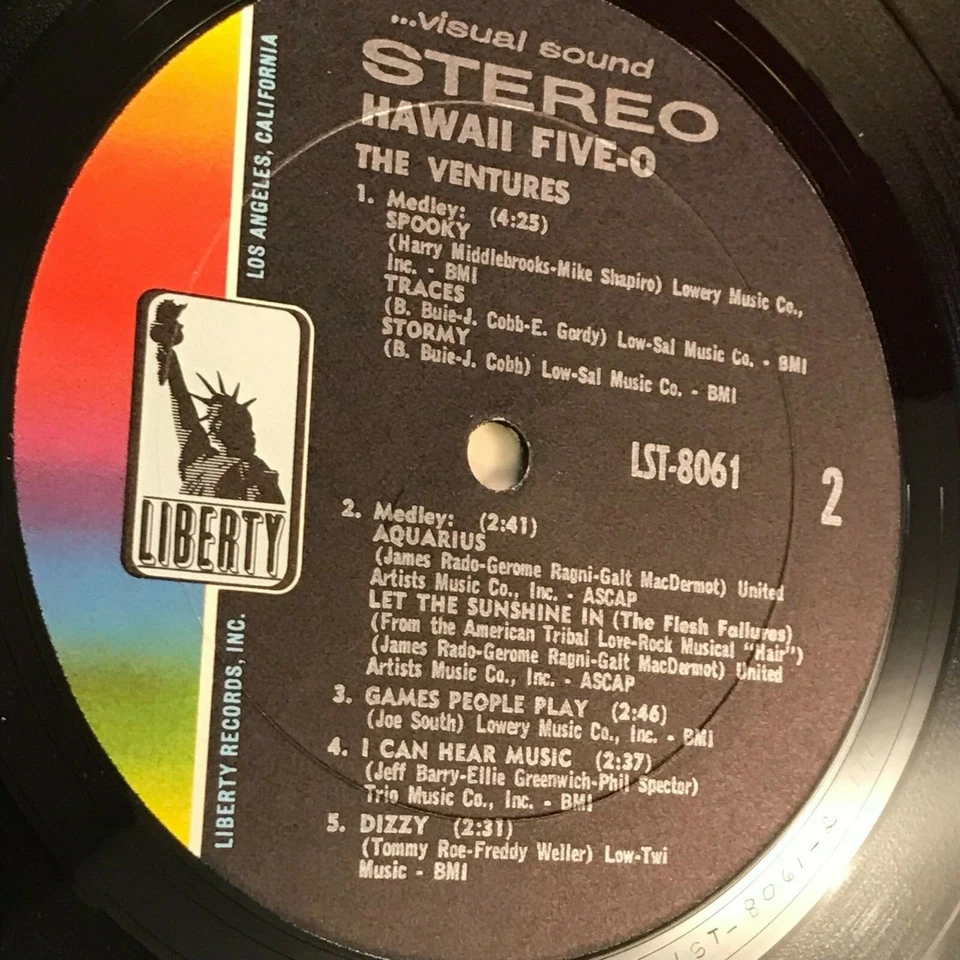 ...visual sound
STEREO
HAWAII FIVE-O
THE VENTURES
1. Medley: (4:25)
SPOOKY
(Harry Middlebrooks-Mike Shapiro) Lowery Music Co.,
Inc. - BMI
TRACES
(B. Buie-J. Cobb-E. Gordy) Low-Sal Music Co. - BMI
STORMY
(B. Buie-J. Cobb) Low-Sal Music Co. - BMI
LST-8061
2
2. Medley: (2:41)
AQUARIUS
(James Rado-Gerome Ragni-Galt MacDermot) United
Artists Music Co., Inc. - ASCAP
LET THE SUNSHINE IN (The Flesh Failures)
(From the American Tribal Love-Rock Musical "Hair")
(James Rado-Gerome Ragni-Galt MacDermot) United
Artists Music Co., Inc. - ASCAP
3. GAMES PEOPLE PLAY (2:46)
(Joe South) Lowery Music Co., Inc. - BMI
4. I CAN HEAR MUSIC (2:37)
(Jeff Barry-Ellie Greenwich-Phil Spector)
Trio Music Co., Inc. - BMI
5. DIZZY (2:31)
(Tommy Roe-Freddy Weller) Low-Twi
Music - BMI
LIBERTY
LIBERTY RECORDS, INC.
LOS ANGELES, CALIFORNIA
LST-8061-2